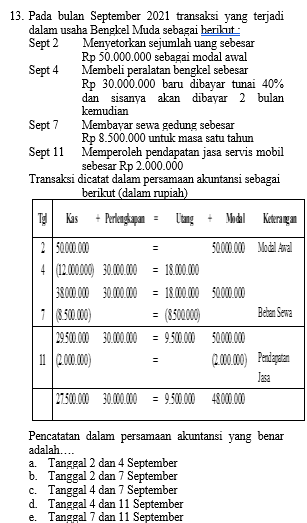 13. Pada bulan September 2021 transaksi yang terjadi
dalam usaha Bengkel Muda sebagai berikut :
Sept 2 Menyetorkan sejumlah uang sebesar
Rp 50.000.000 sebagai modal awal
Sept 4 Membeli peralatan bengkel sebesar
Rp 30.000.000 baru dibayar tunai 40%
dan sisanya akan dibayar 2 bulan
kemudian
Sept 7 Membayar sewa gedung sebesar
Rp 8.500.000 untuk masa satu tahun
Sept 11 Memperoleh pendapatan jasa servis mobil
sebesar Rp 2.000.000
Transaksi dicatat dalam persamaan akuntansi sebagai
berikut (dalam rupiah)
Tgl Kas + Perlengkapan = Utang + Modal Keterangan
2 50.000.000 = 50.000.000 Modal Awal
4 (12.000.000) 30.000.000 = 18.000.000
38.000.000 30.000.000 = 18.000.000 50.000.000
7 (8.500.000) = (8.500.000) Beban Sewa
29.500.000 30.000.000 = 9.500.000 50.000.000
11 (2.000.000) = (2.000.000) Pendapatan
Jasa
27.500.000 30.000.000 = 9.500.000 48.000.000
Pencatatan dalam persamaan akuntansi yang benar
adalah....
a. Tanggal 2 dan 4 September
b. Tanggal 2 dan 7 September
c. Tanggal 4 dan 7 September
d. Tanggal 4 dan 11 September
e. Tanggal 7 dan 11 September